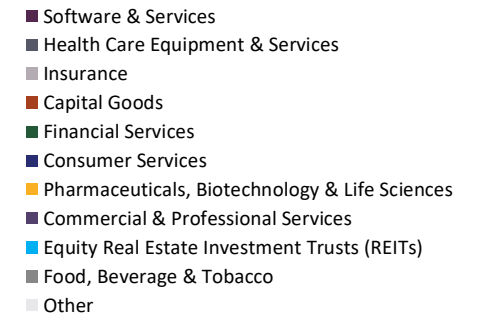 Software & Services
Health Care Equipment & Services
Insurance
Capital Goods
Financial Services
Consumer Services
Pharmaceuticals, Biotechnology & Life Sciences
Commercial & Professional Services
Equity Real Estate Investment Trusts (REITs)
Food, Beverage & Tobacco
Other